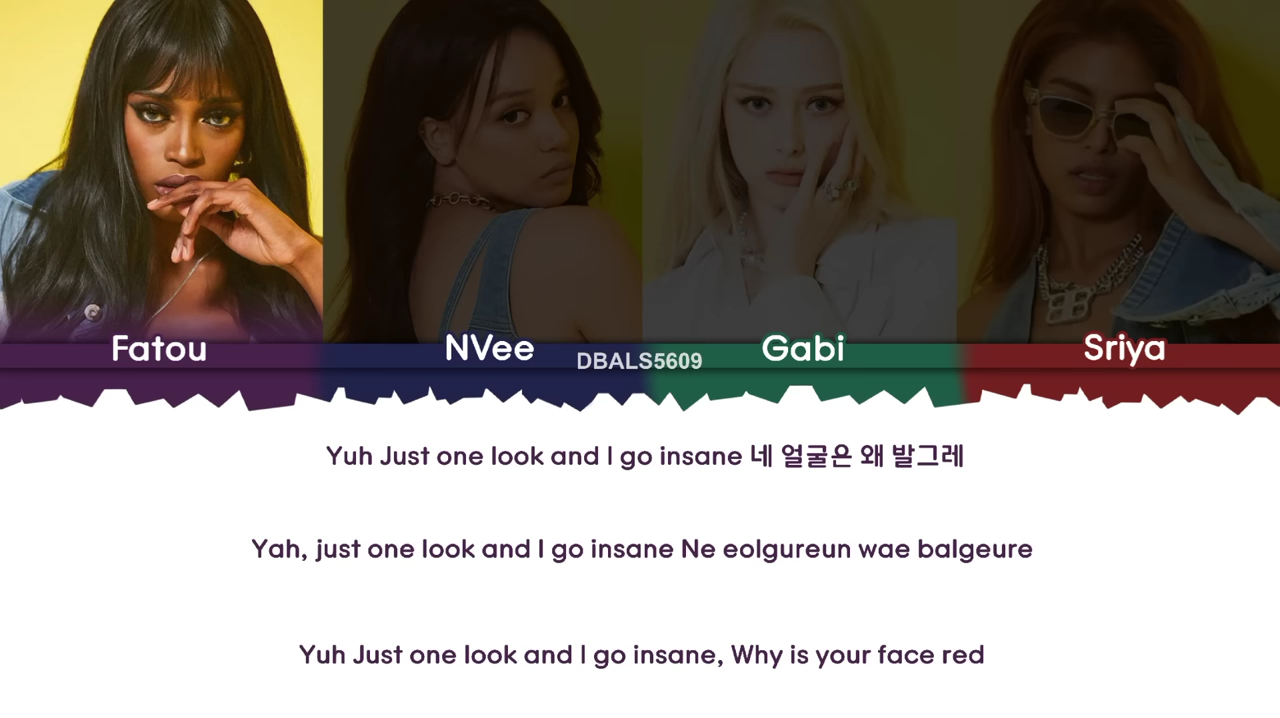 Fatou NVee Gabi Sriya
DBALS5609
Yuh Just one look and I go insane 네 얼굴은 왜 발그레
Yah, just one look and I go insane Ne eolgureun wae balgeure
Yuh Just one look and I go insane, Why is your face red